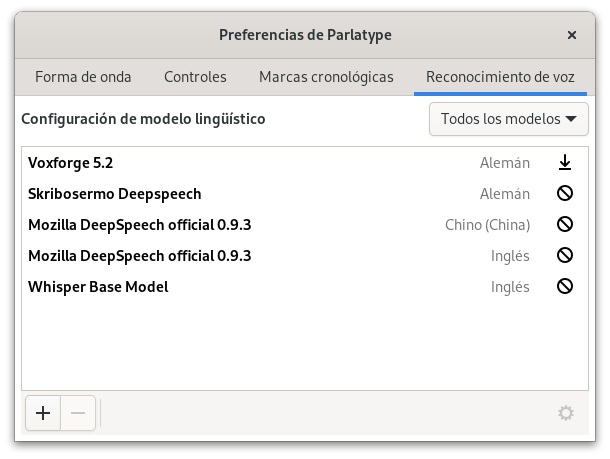 Preferencias de Parlatype
Forma de onda Controles Marcas cronológicas Reconocimiento de voz
Configuración de modelo lingüístico Todos los modelos
Voxforge 5.2 Alemán
Skribosermo Deepspeech Alemán
Mozilla DeepSpeech official 0.9.3 Chino (China)
Mozilla DeepSpeech official 0.9.3 Inglés
Whisper Base Model Inglés